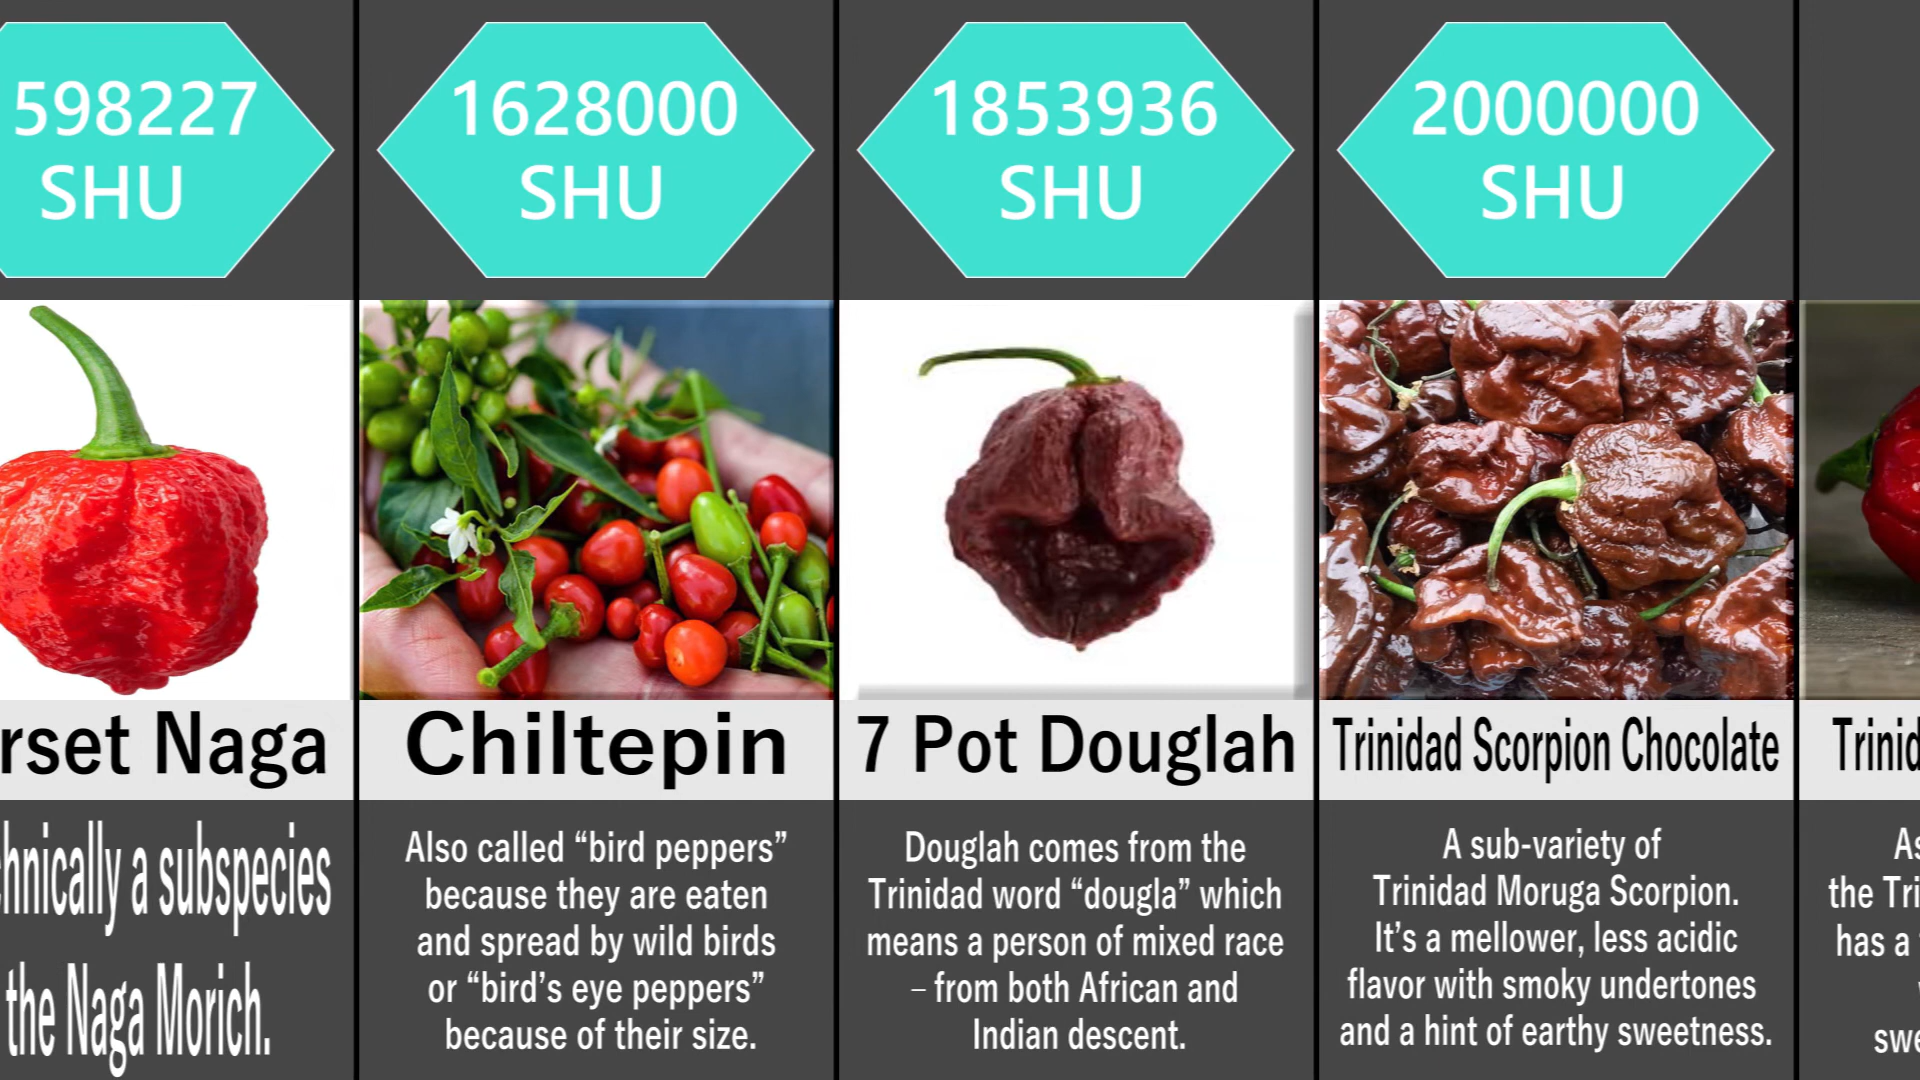 598227
SHU
rset Naga
chnically a subspecies
the Naga Morich.
1628000
SHU
Chiltepin
Also called “bird peppers”
because they are eaten
and spread by wild birds
or “bird’s eye peppers”
because of their size.
1853936
SHU
7 Pot Douglah
Douglah comes from the
Trinidad word “dougla” which
means a person of mixed race
– from both African and
Indian descent.
2000000
SHU
Trinidad Scorpion Chocolate
A sub-variety of
Trinidad Moruga Scorpion.
It’s a mellower, less acidic
flavor with smoky undertones
and a hint of earthy sweetness.
Trinid
As
the Tri
has a
swe